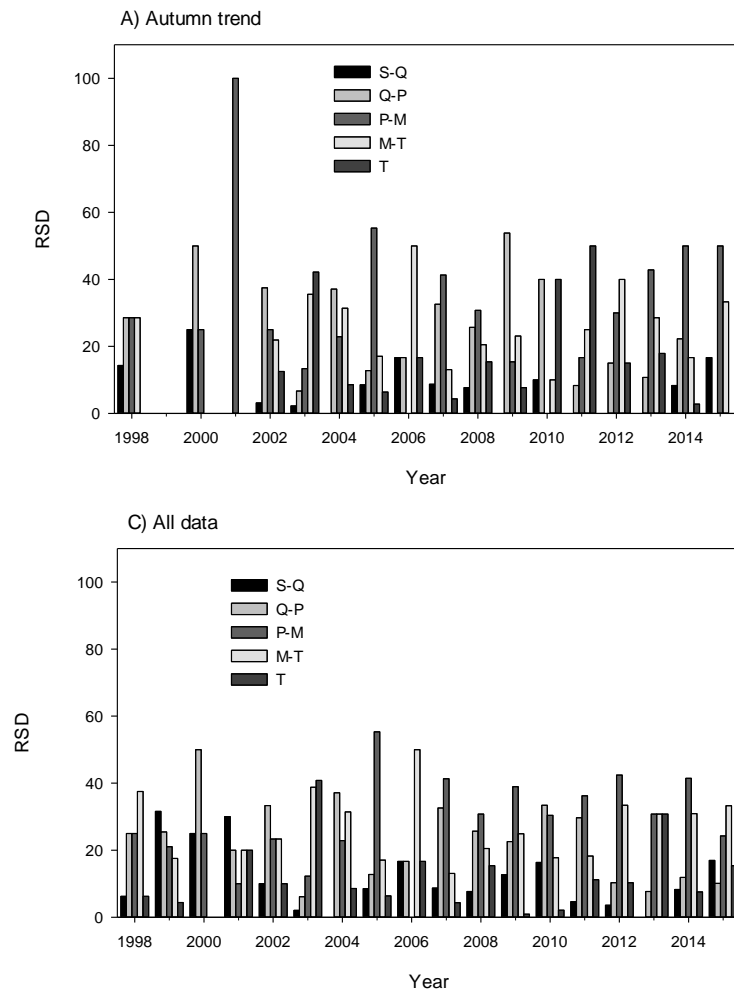 A) Autumn trend
100
80
60
40
20
0
RSD
S-Q
Q-P
P-M
M-T
T
1998 2000 2002 2004 2006 2008 2010 2012 2014
Year
C) All data
100
80
60
40
20
0
RSD
S-Q
Q-P
P-M
M-T
T
1998 2000 2002 2004 2006 2008 2010 2012 2014
Year